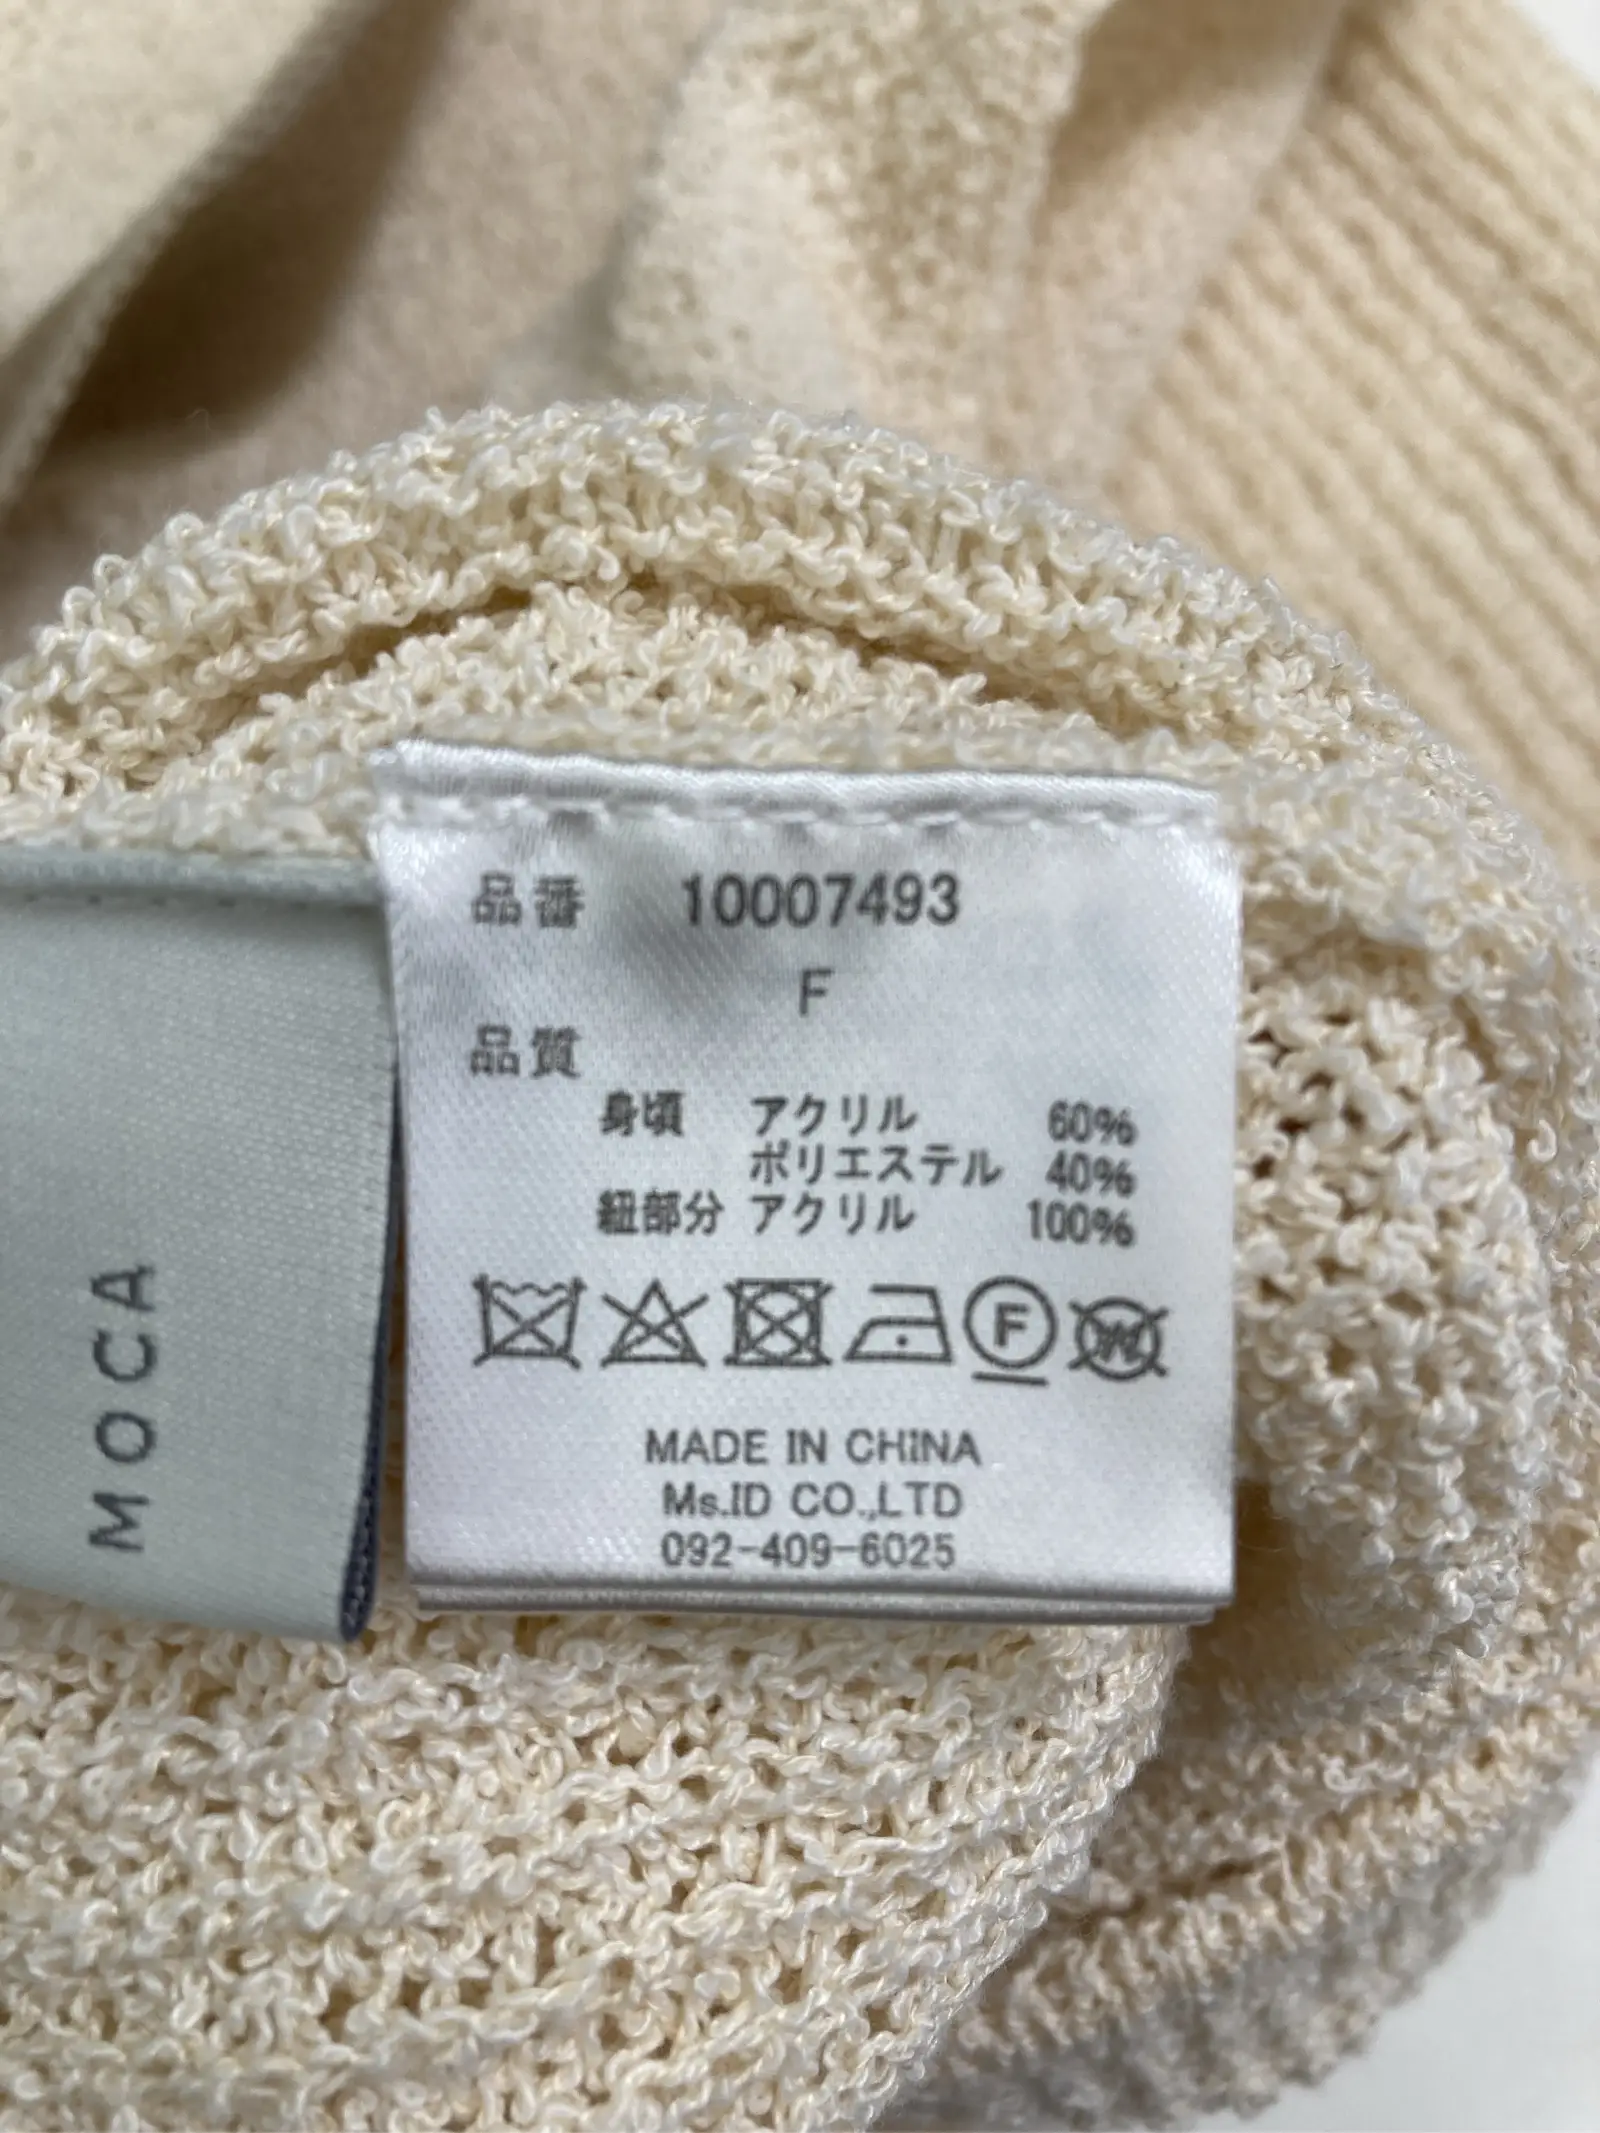 品番 10007493
F
品質
身頃 アクリル 60%
ポリエステル 40%
紐部分 アクリル 100%
F
W
MADE IN CHINA
Ms.ID CO.,LTD
092-409-6025
MOCA